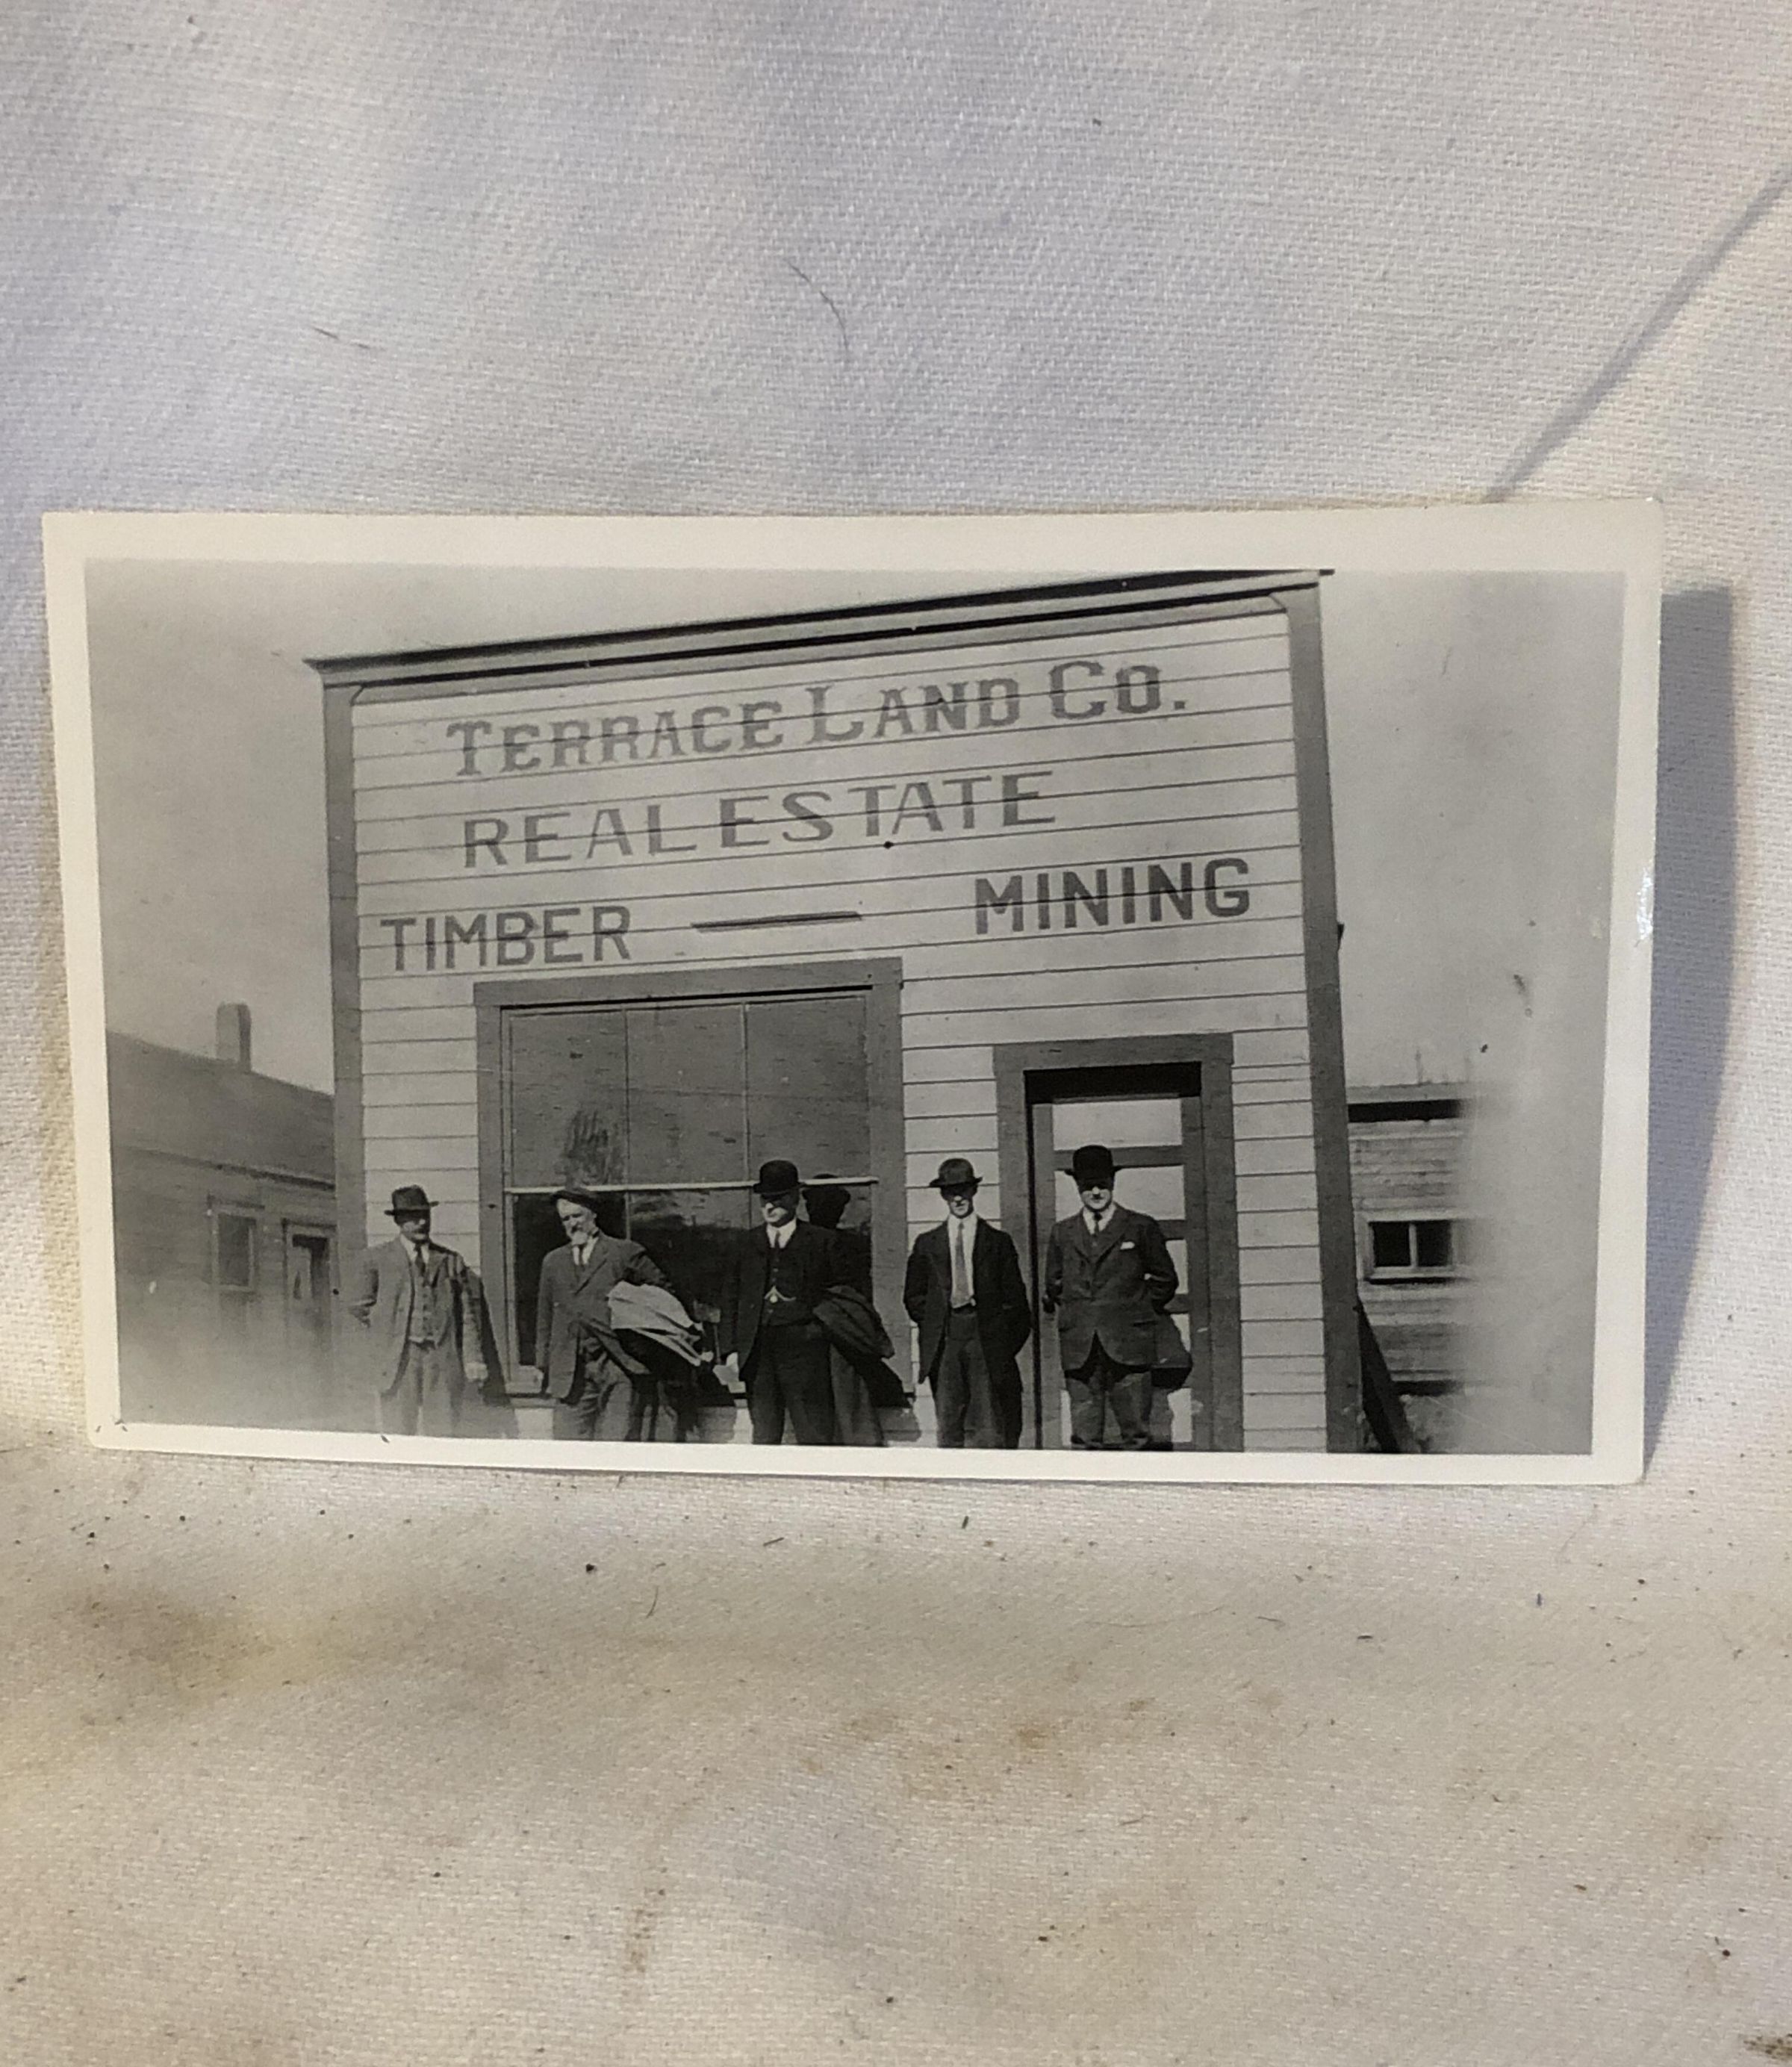 TERRACE LAND CO.
REAL ESTATE
TIMBER — MINING